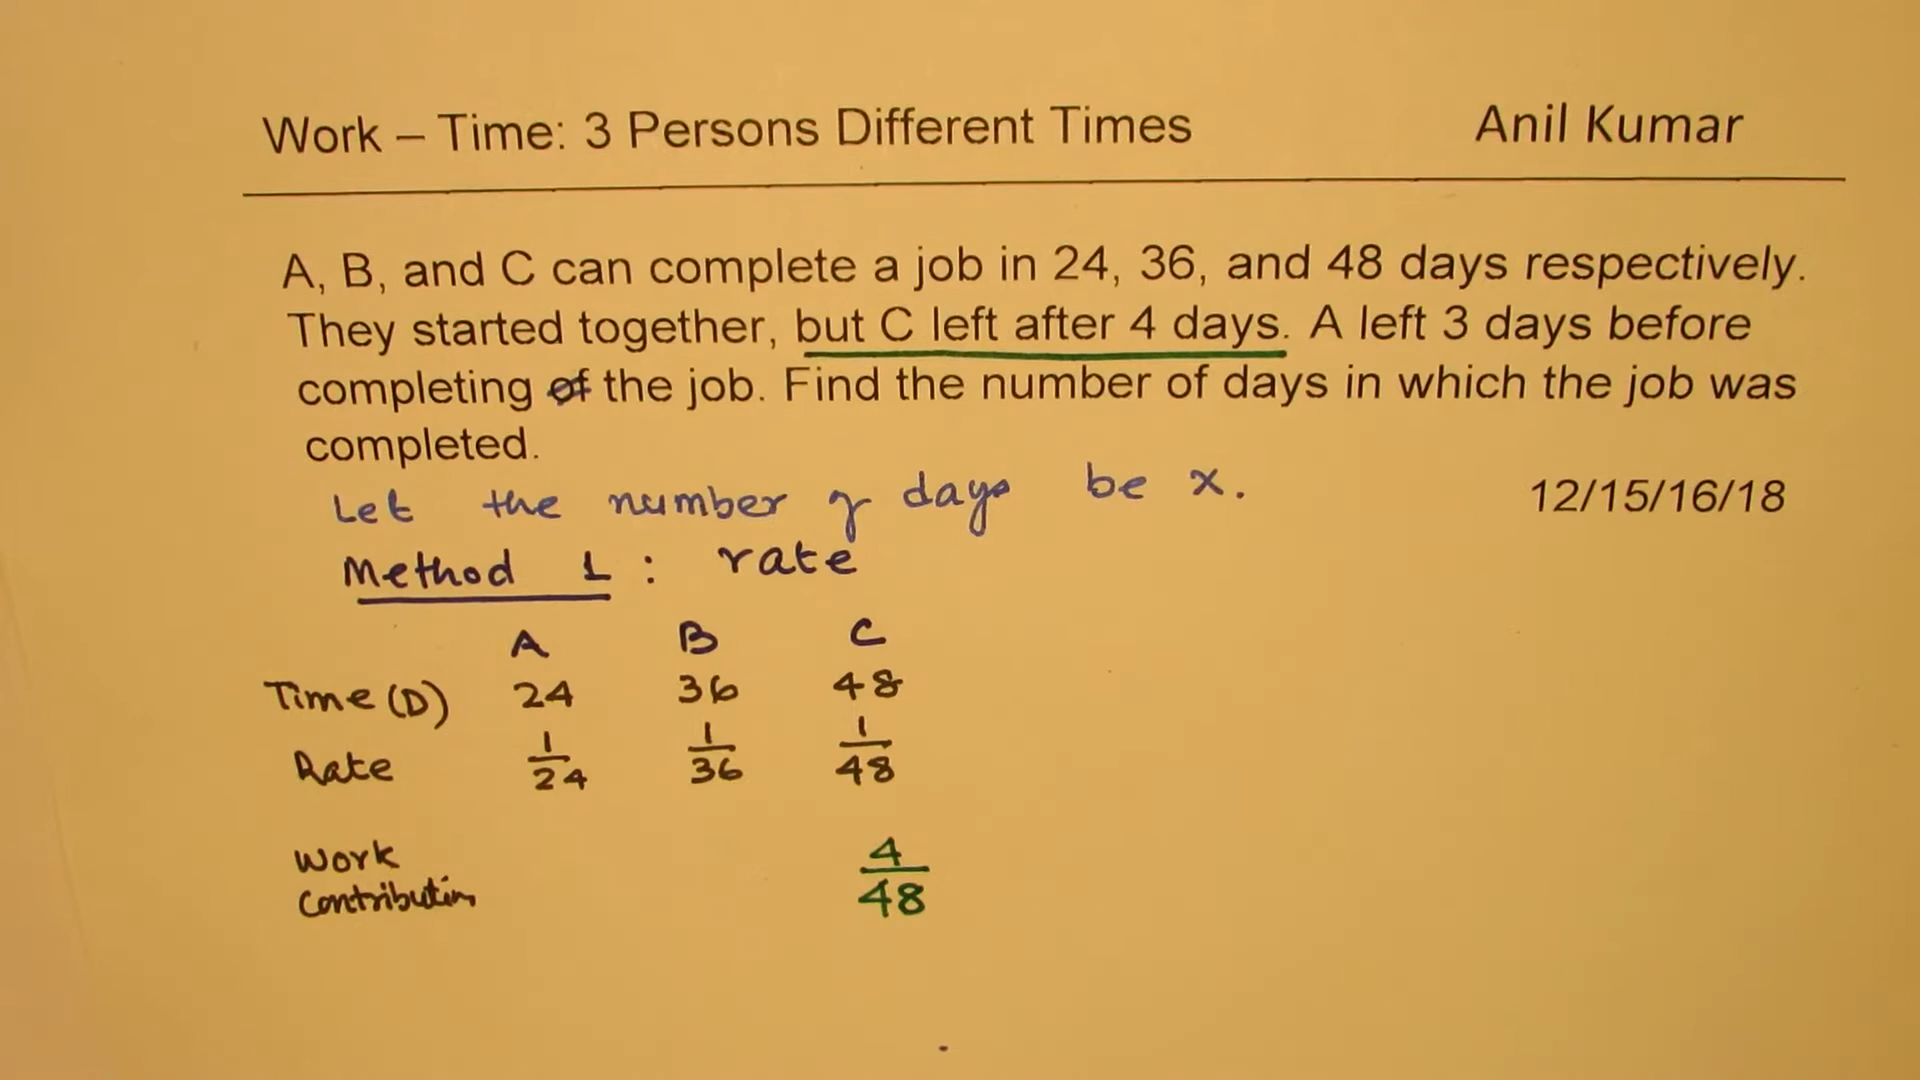 Work – Time: 3 Persons Different Times Anil Kumar
A, B, and C can complete a job in 24, 36, and 48 days respectively.
They started together, but C left after 4 days. A left 3 days before
completing of the job. Find the number of days in which the job was
completed.
Let the number of days be x.
12/15/16/18
Method 1 : rate
A B C
Time (D) 24 36 48
Rate 1/24 1/36 1/48
Work 4/48
Contribution